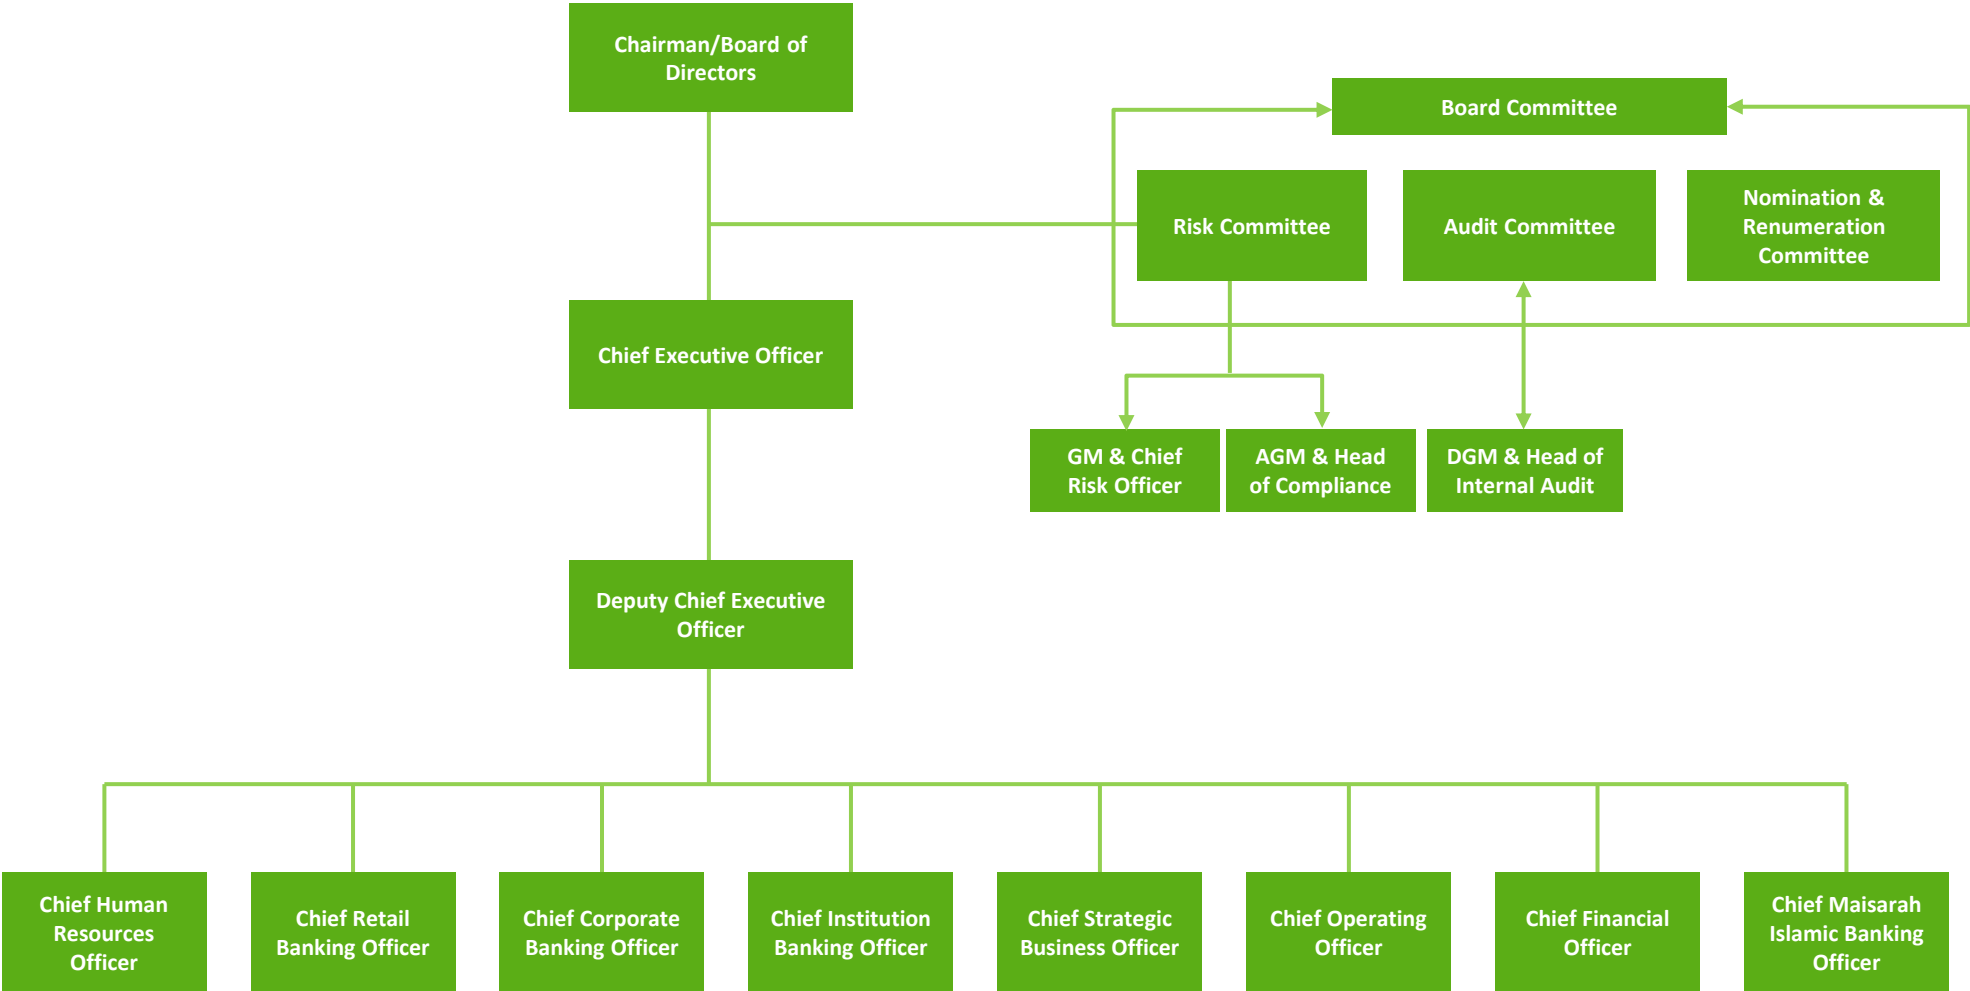 Chairman/Board of
Directors
Board Committee
Risk Committee
Audit Committee
Nomination &
Renumeration
Committee
Chief Executive Officer
GM & Chief
Risk Officer
AGM & Head
of Compliance
DGM & Head of
Internal Audit
Deputy Chief Executive
Officer
Chief Human
Resources
Officer
Chief Retail
Banking Officer
Chief Corporate
Banking Officer
Chief Institution
Banking Officer
Chief Strategic
Business Officer
Chief Operating
Officer
Chief Financial
Officer
Chief Maisarah
Islamic Banking
Officer